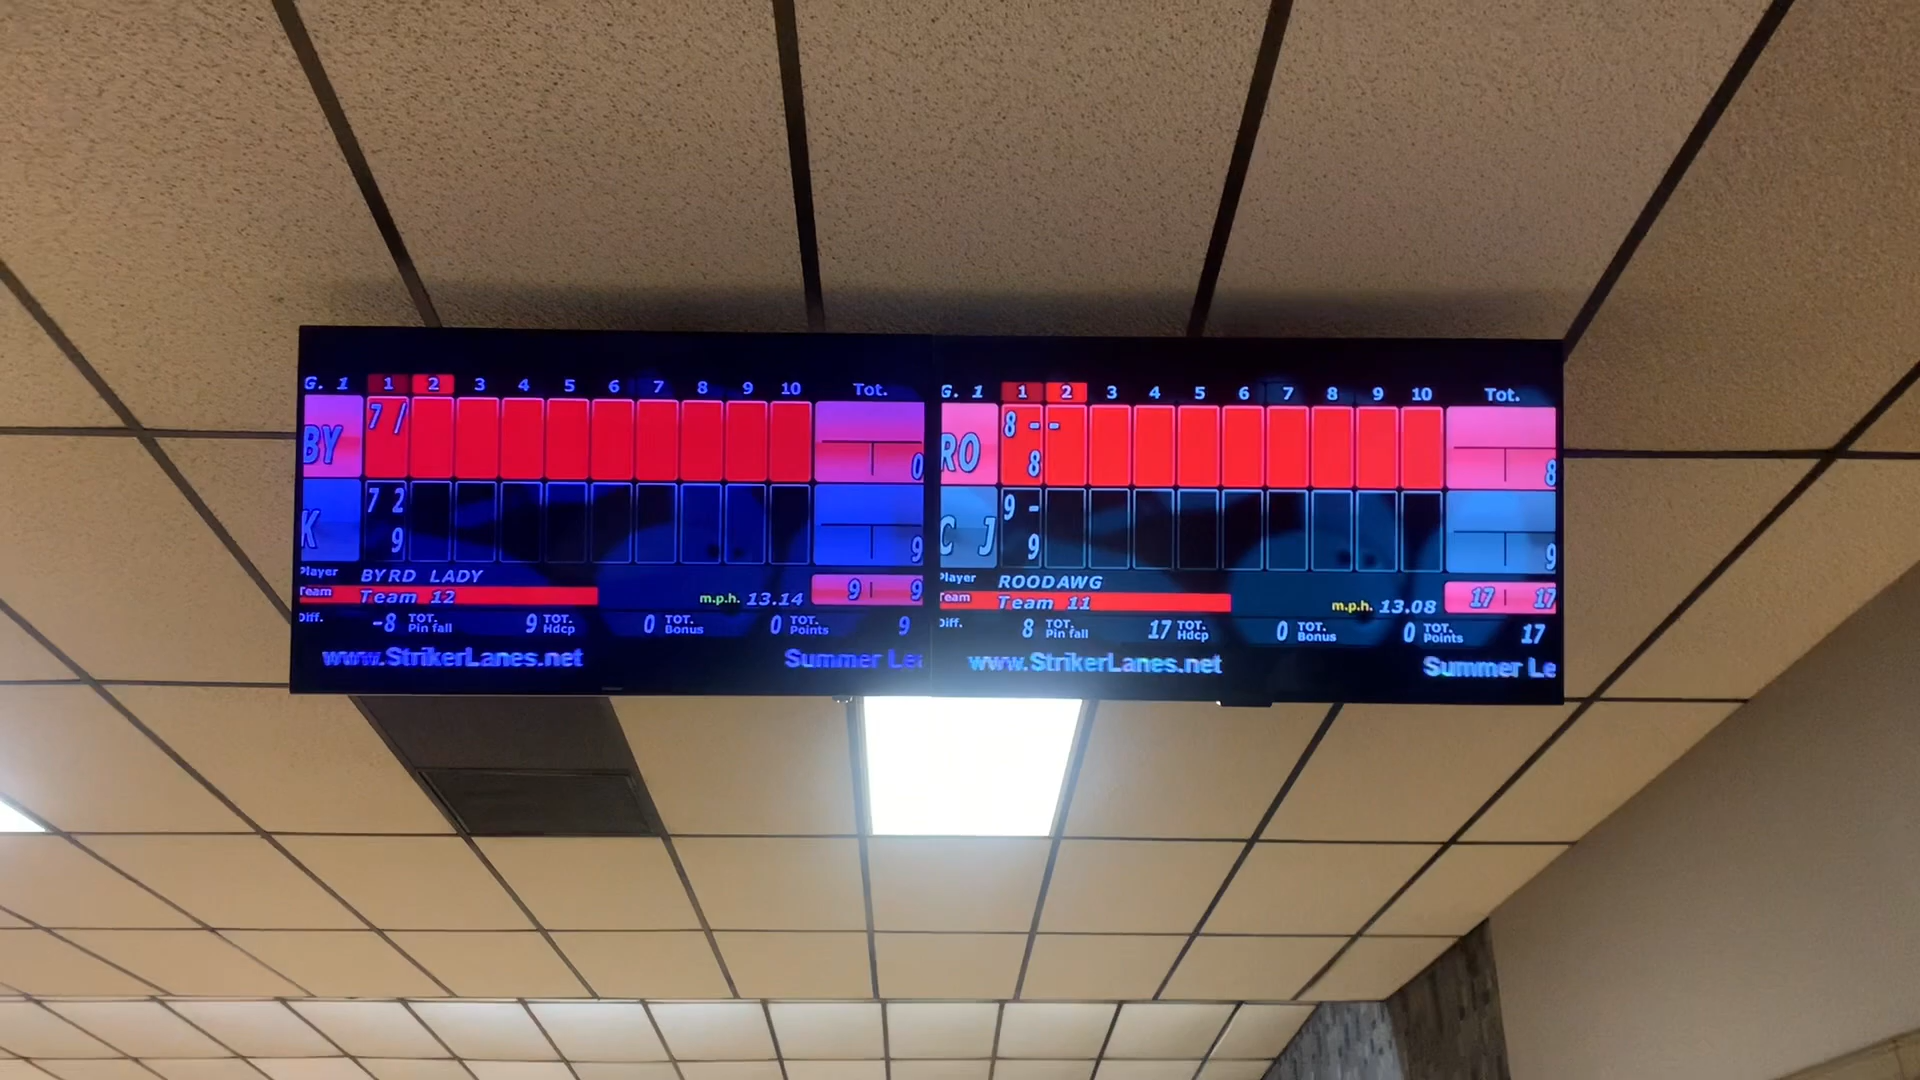 G. 1 1 2 3 4 5 6 7 8 9 10 Tot.
BY 7 / 0
K 7 2
9 9
Player BYRD LADY
Team Team 12 m.p.h. 13.14 9 9
Diff. -8 TOT. Pin fall 9 TOT. Hdcp 0 TOT. Bonus 0 TOT. Points 9
www.StrikerLanes.net Summer Le
G. 1 1 2 3 4 5 6 7 8 9 10 Tot.
RO 8 - -
8 8
C J 9 -
9 9
Player ROODAWG
Team Team 11 m.p.h. 13.08 17 17
Diff. 8 TOT. Pin fall 17 TOT. Hdcp 0 TOT. Bonus 0 TOT. Points 17
www.StrikerLanes.net Summer Le